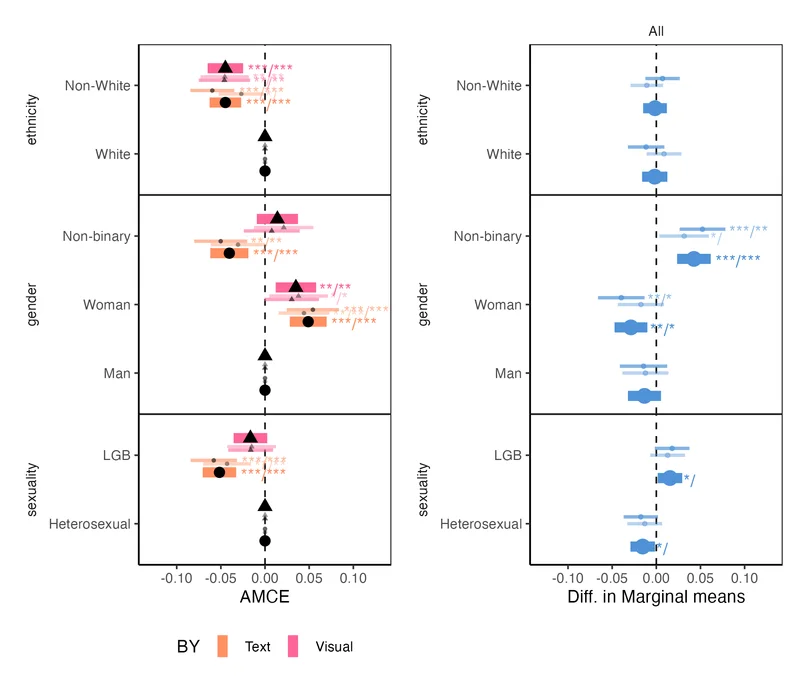 All
ethnicity
Non-White
***/***
**/**
***/***
***/***
White
gender
Non-binary
**/**
***/***
Woman
**/**
*/*
***/***
***/***
Man
sexuality
LGB
***/***
***/***
Heterosexual
-0.10 -0.05 0.00 0.05 0.10
AMCE
ethnicity
Non-White
White
gender
Non-binary
***/**
*/
***/***
Woman
**/*
**/*
Man
sexuality
LGB
*/
Heterosexual
*/
-0.10 -0.05 0.00 0.05 0.10
Diff. in Marginal means
BY Text Visual